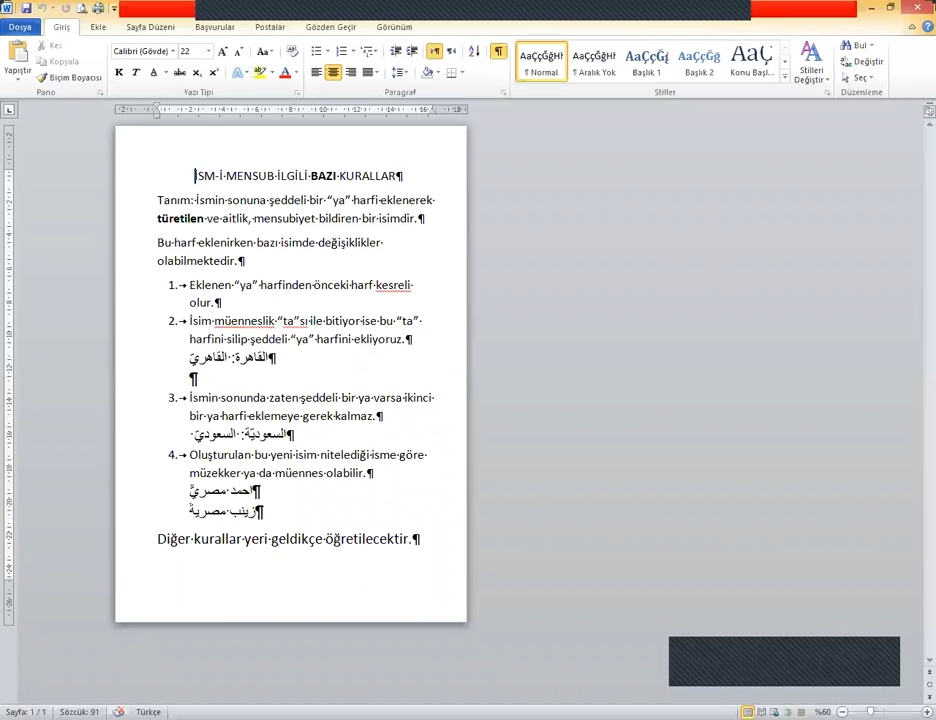 Dosya Giriş Ekle Sayfa Düzeni Başvurular Postalar Gözden Geçir Görünüm
Yapıştır
Kes
Kopyala
Biçim Boyacısı
Pano
Calibri (Gövde) 22
Yazı Tipi
Paragraf
AaÇçĞğHł AaÇçĞğHł AaÇçĞğ AaÇçĞğ AaÇç
¶ Normal ¶ Aralık Yok Başlık 1 Başlık 2 Konu Başl...
Stilleri Değiştir
Stiller
Bul
Değiştir
Seç
Düzenleme
İSM-İ·MENSUB·İLGİLİ·BAZI·KURALLAR¶
Tanım:·İsmin·sonuna·şeddeli·bir·“ya”·harfi·eklenerek·
türetilen·ve·aitlik,·mensubiyet·bildiren·bir·isimdir.¶
Bu·harf·eklenirken·bazı·isimde·değişiklikler·
olabilmektedir.¶
1.→ Eklenen·“ya”·harfinden·önceki·harf·kesreli·
olur.¶
2.→ İsim·müenneslik·“ta”sı·ile·bitiyor·ise·bu·“ta”·
harfini·silip·şeddeli·“ya”·harfini·ekliyoruz.¶
القاهرة:·القاهريّ¶
¶
3.→ İsmin·sonunda·zaten·şeddeli·bir·ya·varsa·ikinci·
bir·ya·harfi·eklemeye·gerek·kalmaz.¶
السعوديّة:·السعوديّ·¶
4.→ Oluşturulan·bu·yeni·isim·nitelediği·isme·göre·
müzekker·ya·da·müennes·olabilir.¶
احمد·مصريٌّ¶
زينب·مصريةٌ¶
Diğer·kurallar·yeri·geldikçe·öğretilecektir.¶
Sayfa: 1 / 1 Sözcük: 91 Türkçe %60